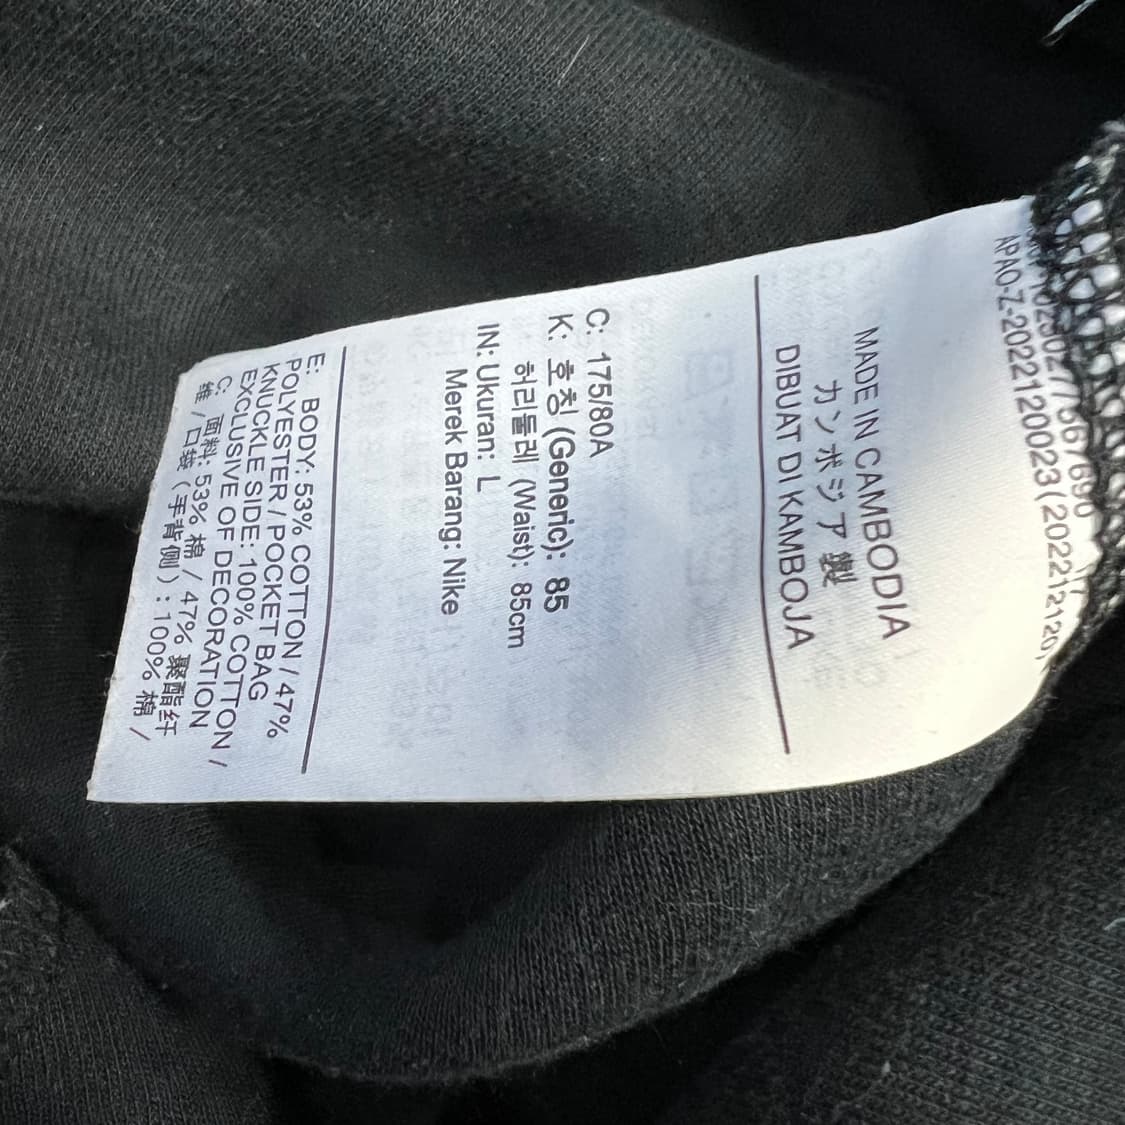 APAO-Z-2022120023(20221212O)
MADE IN CAMBODIA
カンボジア 製
DIBUAT DI KAMBOJA
C: 175/80A
K: 호칭 (Generic): 85
허리둘레 (Waist): 85cm
IN: Ukuran: L
Merek Barang: Nike
E: BODY: 53% COTTON / 47%
POLYESTER / POCKET BAG
KNUCKLE SIDE: 100% COTTON /
EXCLUSIVE OF DECORATION
C: 面料: 53% 棉 / 47% 聚酯纤
维 / 口袋 ( 手背侧 ) : 100% 棉 /